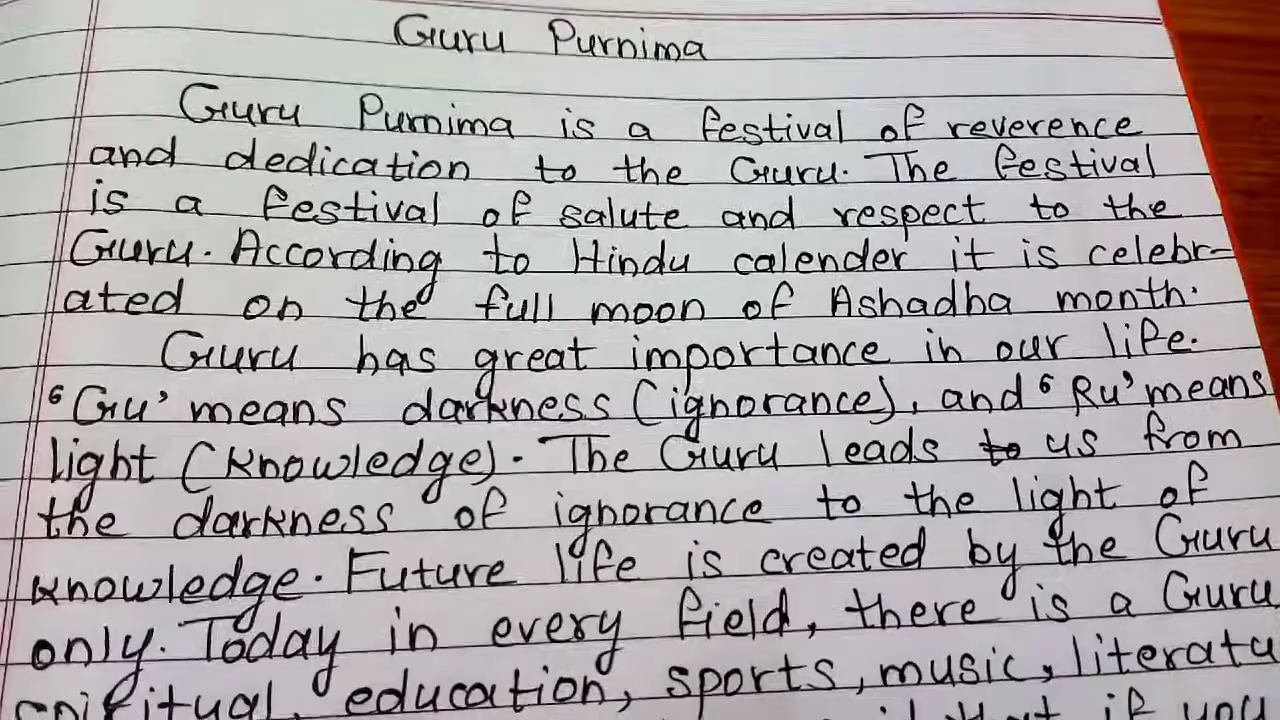 Guru Purnima
Guru Purnima is a festival of reverence
and dedication to the Guru. The festival
is a festival of salute and respect to the
Guru. According to Hindu calender it is celebr-
ated on the full moon of Ashadha month.
Guru has great importance in our life.
'Gu' means darkness (ignorance), and 'Ru' means
light (knowledge). The Guru leads to us from
the darkness of ignorance to the light of
knowledge. Future life is created by the Guru
only. Today in every field, there is a Guru
education, sports, music, literatu
if you